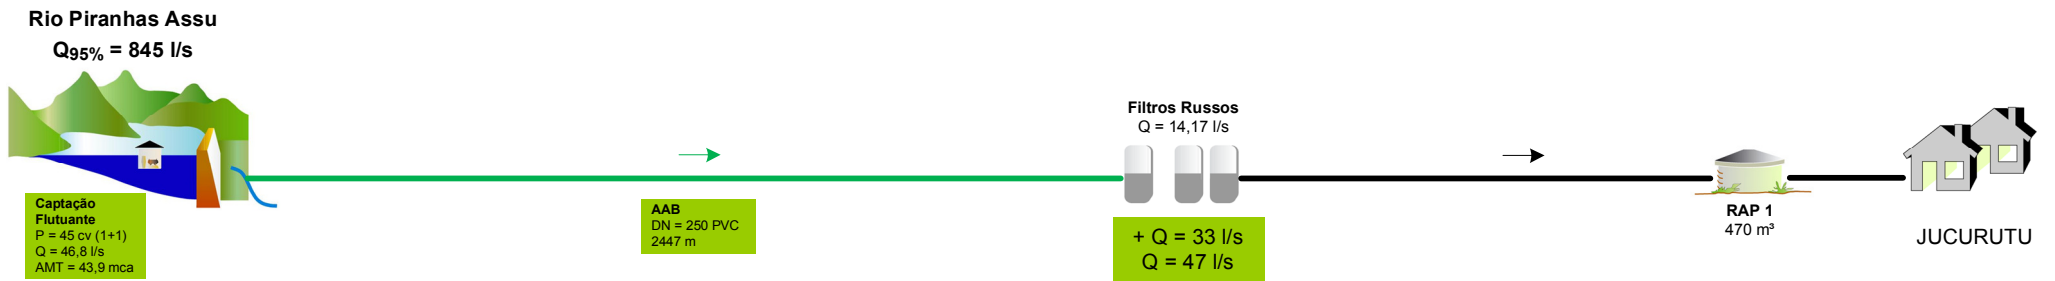 Rio Piranhas Assu
Q95% = 845 l/s
Captação
Flutuante
P = 45 cv (1+1)
Q = 46,8 l/s
AMT = 43,9 mca
AAB
DN = 250 PVC
2447 m
Filtros Russos
Q = 14,17 l/s
+ Q = 33 l/s
Q = 47 l/s
RAP 1
470 m³
JUCURUTU